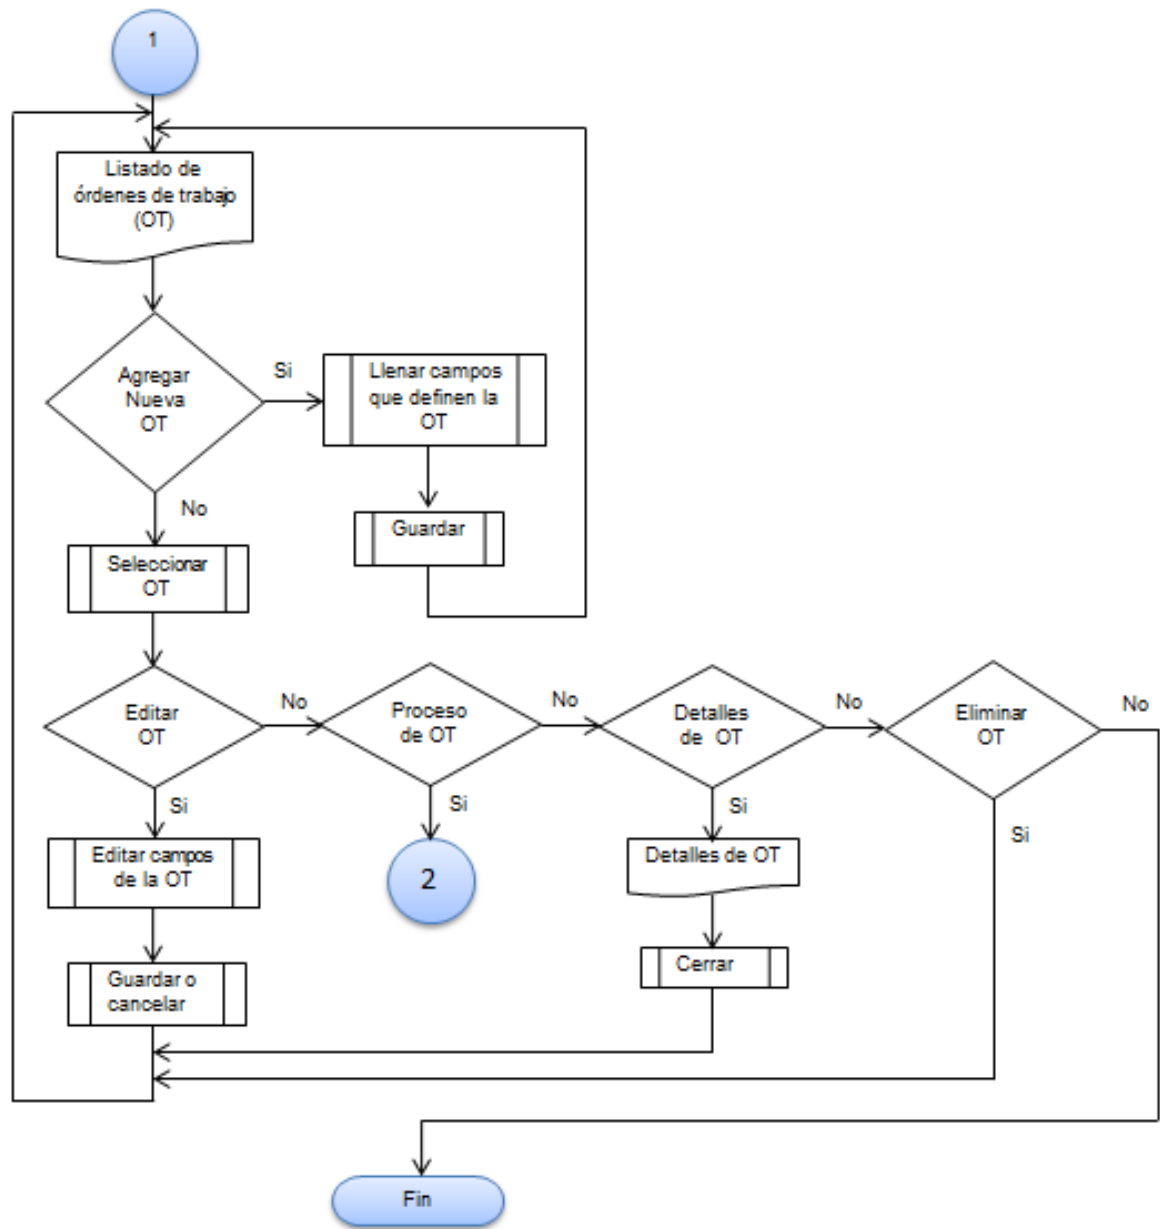 1
Listado de
órdenes de trabajo
(OT)
Agregar
Nueva
OT
Si
Llenar campos
que definen la
OT
No
Guardar
Seleccionar
OT
Editar
OT
No
Proceso
de OT
No
Detalles
de OT
No
Eliminar
OT
No
Si
Si
Si
Si
Editar campos
de la OT
2
Detalles de OT
Guardar o
cancelar
Cerrar
Fin